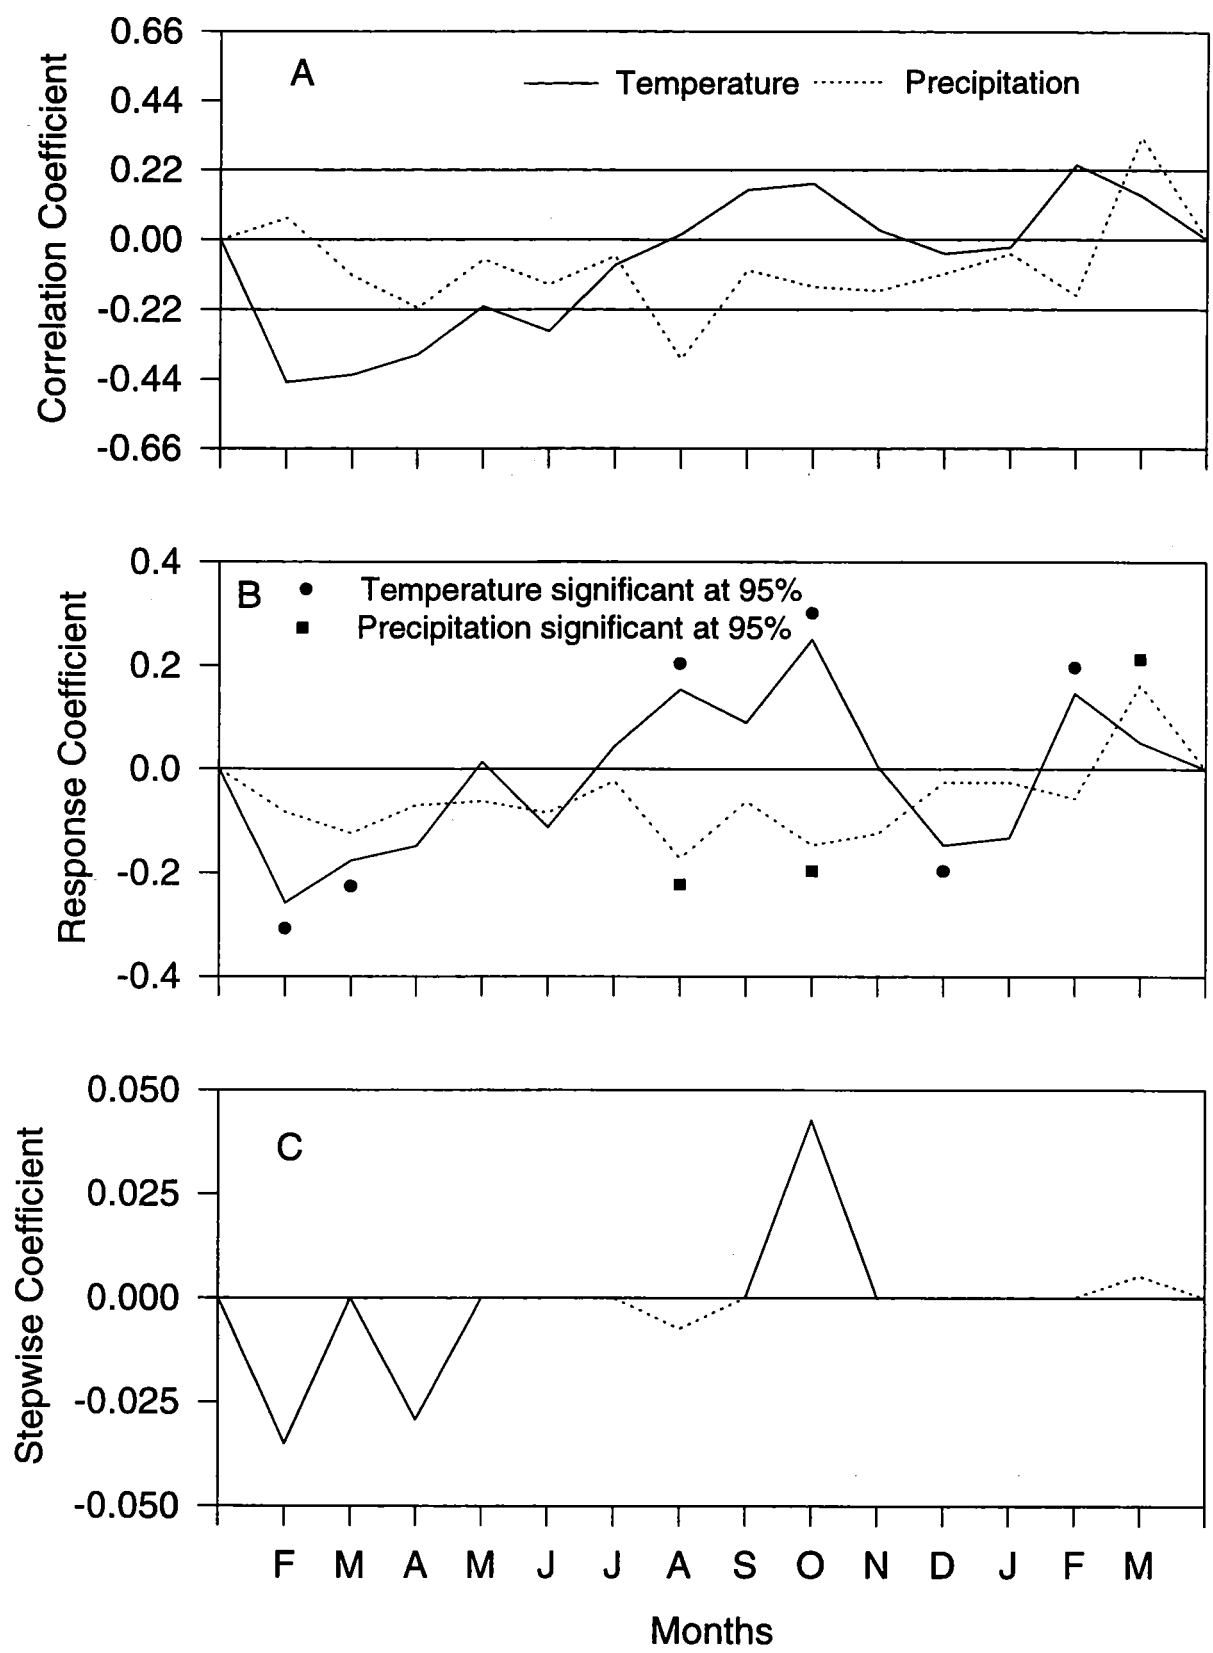 0.66
0.44
0.22
0.00
-0.22
-0.44
-0.66
Correlation Coefficient
A
Temperature
Precipitation
0.4
0.2
0.0
-0.2
-0.4
Response Coefficient
B
Temperature significant at 95%
Precipitation significant at 95%
0.050
0.025
0.000
-0.025
-0.050
Stepwise Coefficient
C
F M A M J J A S O N D J F M
Months